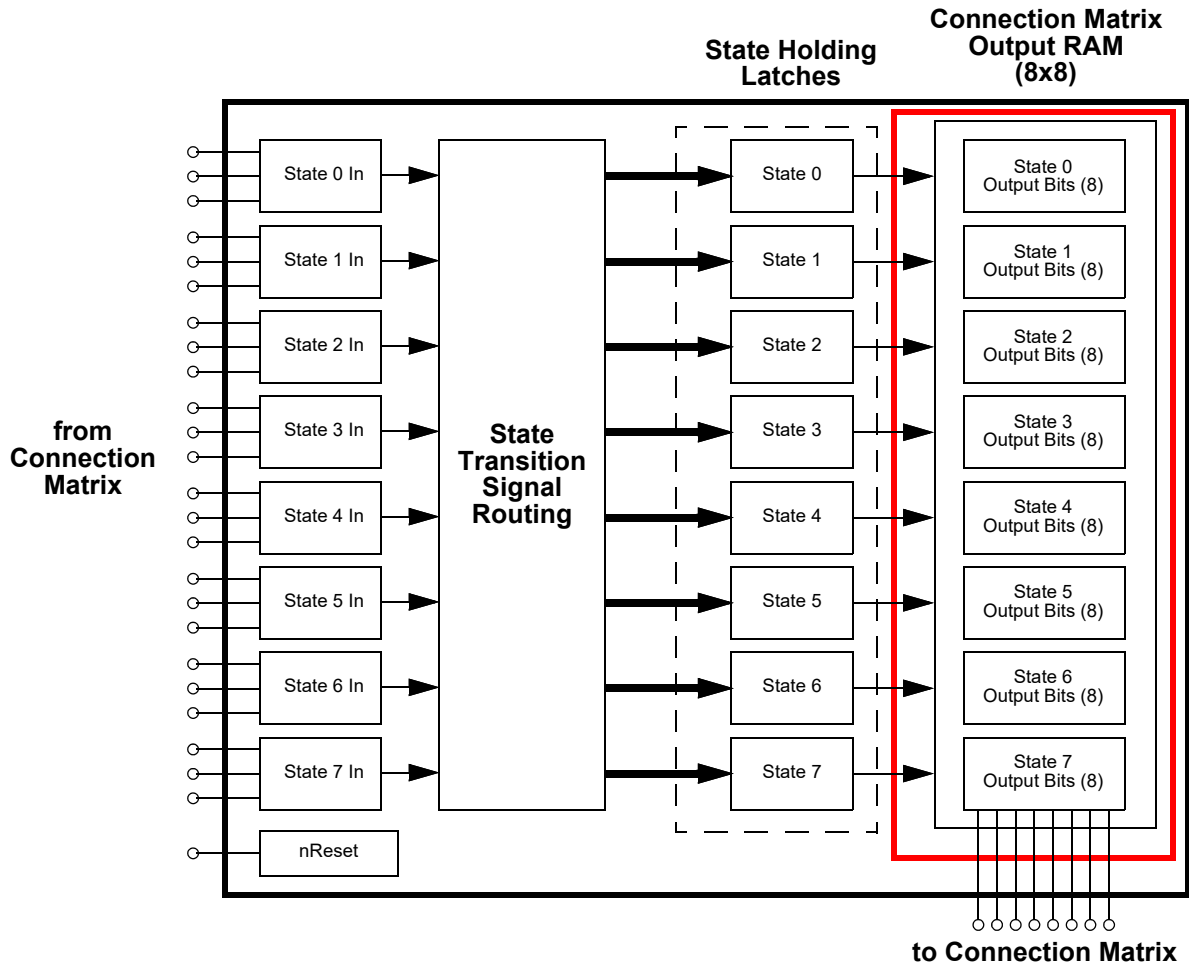 Connection Matrix
Output RAM
(8x8)
State Holding
Latches
State 0 In
State 0
State 0
Output Bits (8)
State 1 In
State 1
State 1
Output Bits (8)
State 2 In
State 2
State 2
Output Bits (8)
from
Connection
Matrix
State 3 In
State
Transition
Signal
Routing
State 3
State 3
Output Bits (8)
State 4 In
State 4
State 4
Output Bits (8)
State 5 In
State 5
State 5
Output Bits (8)
State 6 In
State 6
State 6
Output Bits (8)
State 7 In
State 7
State 7
Output Bits (8)
nReset
to Connection Matrix